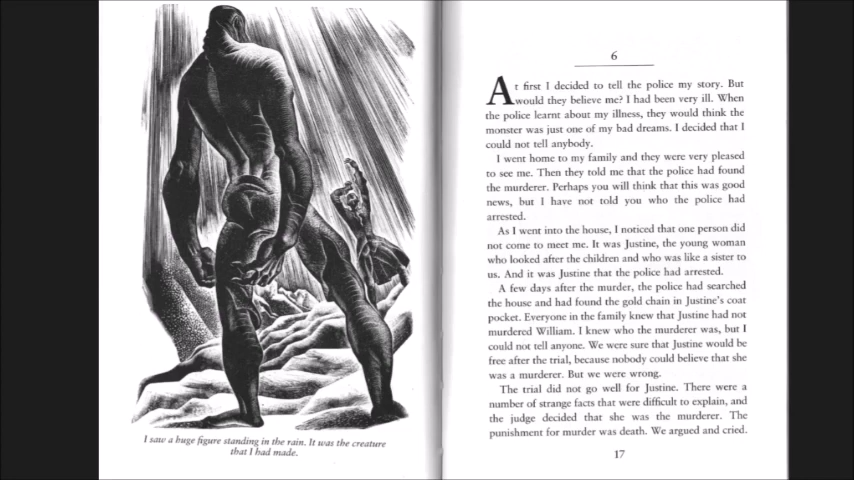 I saw a huge figure standing in the rain. It was the creature
that I had made.
6
At first I decided to tell the police my story. But
would they believe me? I had been very ill. When
the police learnt about my illness, they would think the
monster was just one of my bad dreams. I decided that I
could not tell anybody.
I went home to my family and they were very pleased
to see me. Then they told me that the police had found
the murderer. Perhaps you will think that this was good
news, but I have not told you who the police had
arrested.
As I went into the house, I noticed that one person did
not come to meet me. It was Justine, the young woman
who looked after the children and who was like a sister to
us. And it was Justine that the police had arrested.
A few days after the murder, the police had searched
the house and had found the gold chain in Justine's coat
pocket. Everyone in the family knew that Justine had not
murdered William. I knew who the murderer was, but I
could not tell anyone. We were sure that Justine would be
free after the trial, because nobody could believe that she
was a murderer. But we were wrong.
The trial did not go well for Justine. There were a
number of strange facts that were difficult to explain, and
the judge decided that she was the murderer. The
punishment for murder was death. We argued and cried.
17